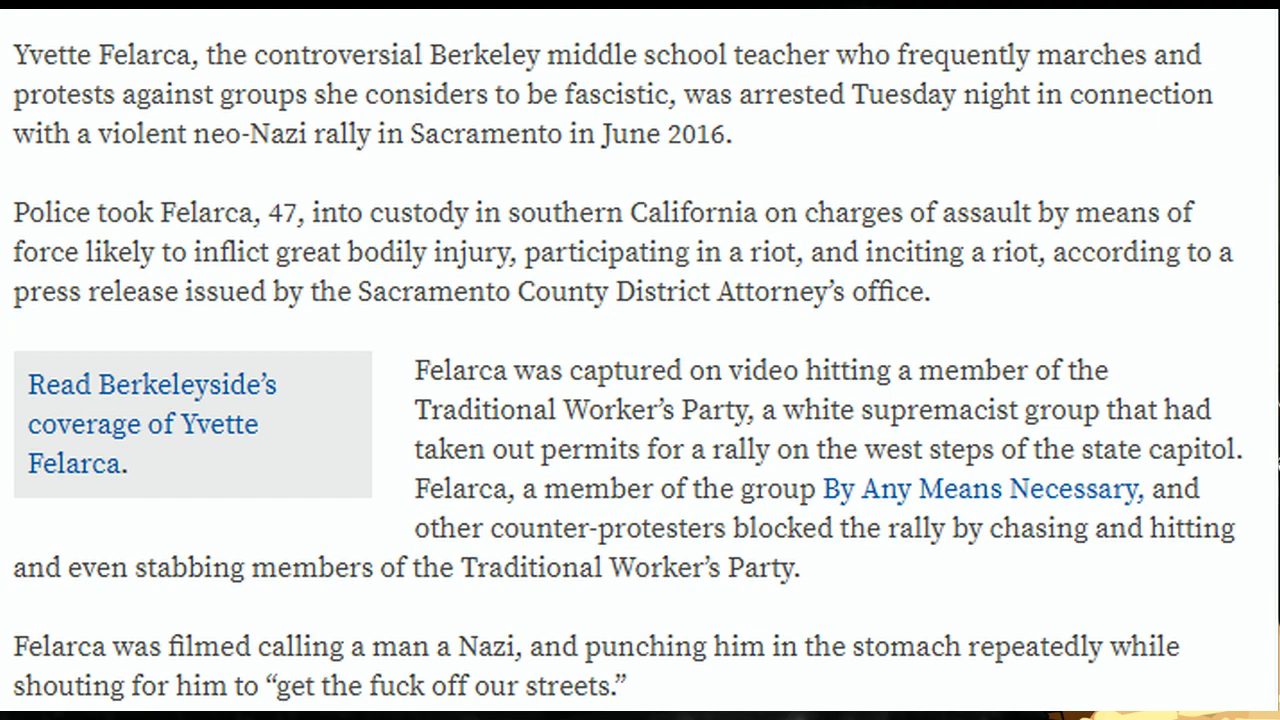 Yvette Felarca, the controversial Berkeley middle school teacher who frequently marches and
protests against groups she considers to be fascistic, was arrested Tuesday night in connection
with a violent neo-Nazi rally in Sacramento in June 2016.
Police took Felarca, 47, into custody in southern California on charges of assault by means of
force likely to inflict great bodily injury, participating in a riot, and inciting a riot, according to a
press release issued by the Sacramento County District Attorney’s office.
Read Berkeleyside’s
coverage of Yvette
Felarca.
Felarca was captured on video hitting a member of the
Traditional Worker’s Party, a white supremacist group that had
taken out permits for a rally on the west steps of the state capitol.
Felarca, a member of the group By Any Means Necessary, and
other counter-protesters blocked the rally by chasing and hitting
and even stabbing members of the Traditional Worker’s Party.
Felarca was filmed calling a man a Nazi, and punching him in the stomach repeatedly while
shouting for him to “get the fuck off our streets.”